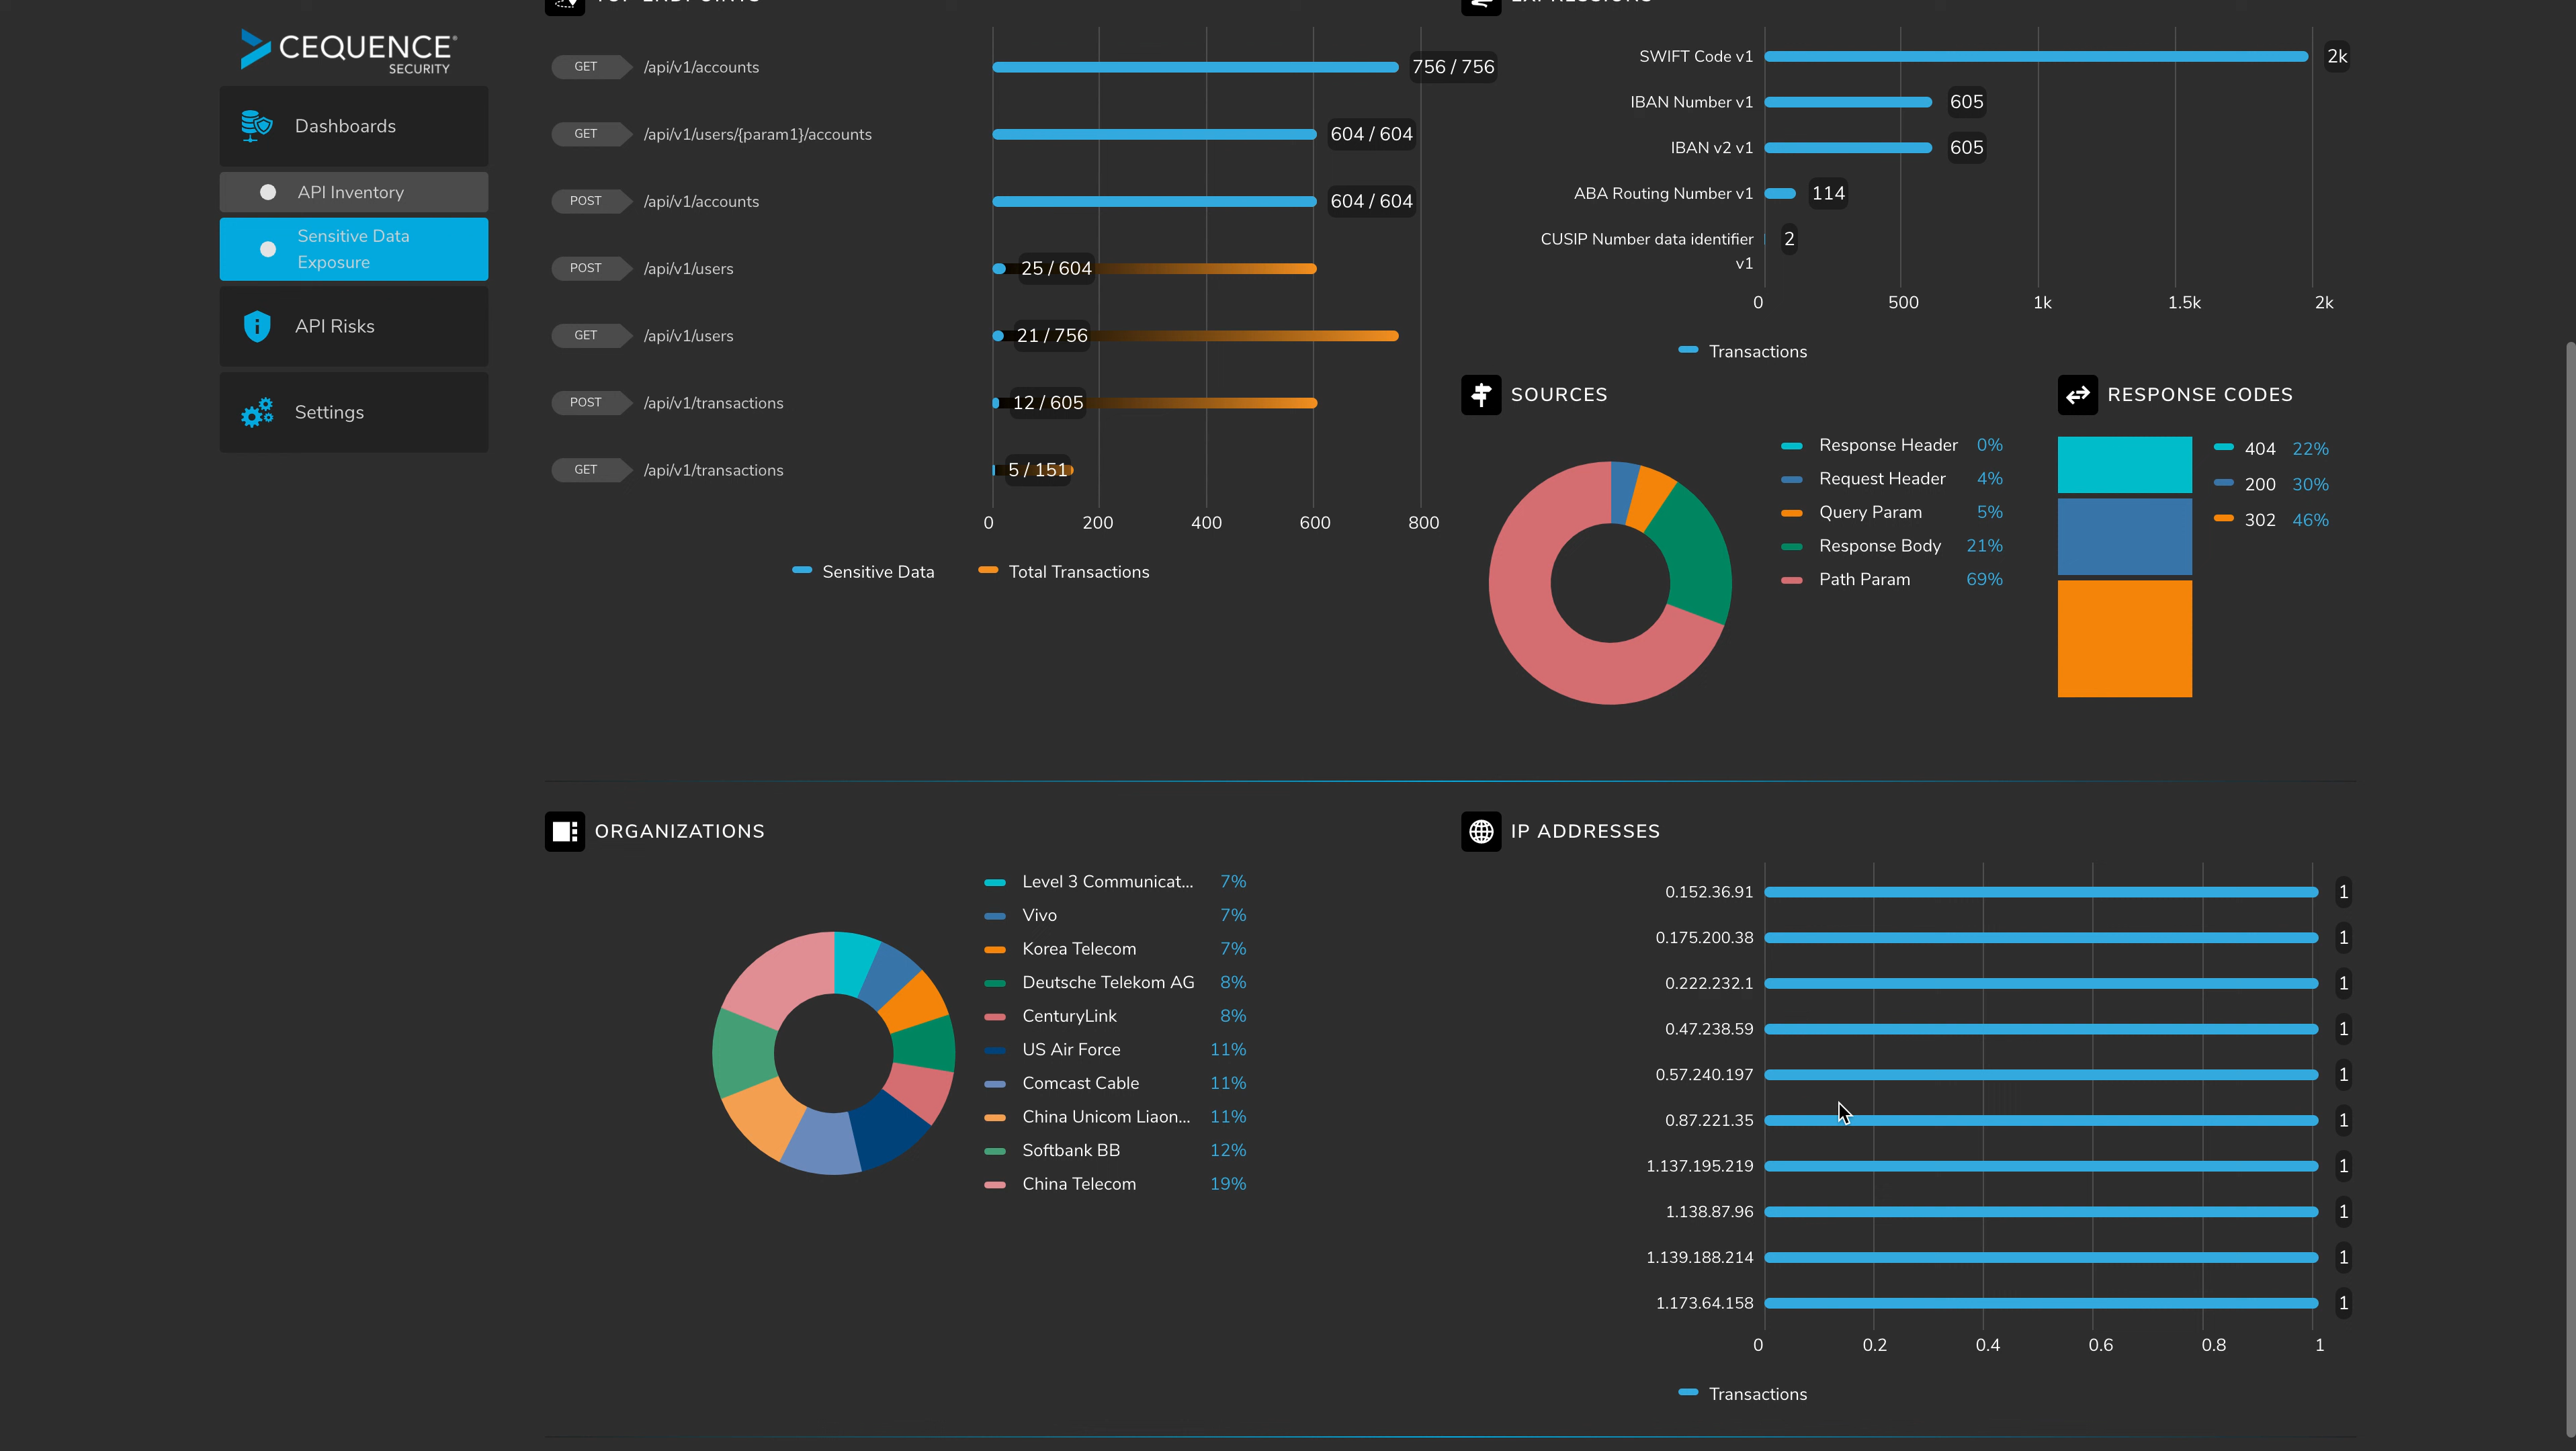 CEQUENCE
SECURITY
Dashboards
API Inventory
Sensitive Data
Exposure
API Risks
Settings
TOP ENDPOINTS
GET /api/v1/accounts 756 / 756
GET /api/v1/users/{param1}/accounts 604 / 604
POST /api/v1/accounts 604 / 604
POST /api/v1/users 25 / 604
GET /api/v1/users 21 / 756
POST /api/v1/transactions 12 / 605
GET /api/v1/transactions 5 / 151
0 200 400 600 800
Sensitive Data Total Transactions
EXPRESSIONS
SWIFT Code v1 2k
IBAN Number v1 605
IBAN v2 v1 605
ABA Routing Number v1 114
CUSIP Number data identifier 2
v1
0 500 1k 1.5k 2k
Transactions
SOURCES
Response Header 0%
Request Header 4%
Query Param 5%
Response Body 21%
Path Param 69%
RESPONSE CODES
404 22%
200 30%
302 46%
ORGANIZATIONS
Level 3 Communicat... 7%
Vivo 7%
Korea Telecom 7%
Deutsche Telekom AG 8%
CenturyLink 8%
US Air Force 11%
Comcast Cable 11%
China Unicom Liaon... 11%
Softbank BB 12%
China Telecom 19%
IP ADDRESSES
0.152.36.91 1
0.175.200.38 1
0.222.232.1 1
0.47.238.59 1
0.57.240.197 1
0.87.221.35 1
1.137.195.219 1
1.138.87.96 1
1.139.188.214 1
1.173.64.158 1
0 0.2 0.4 0.6 0.8 1
Transactions